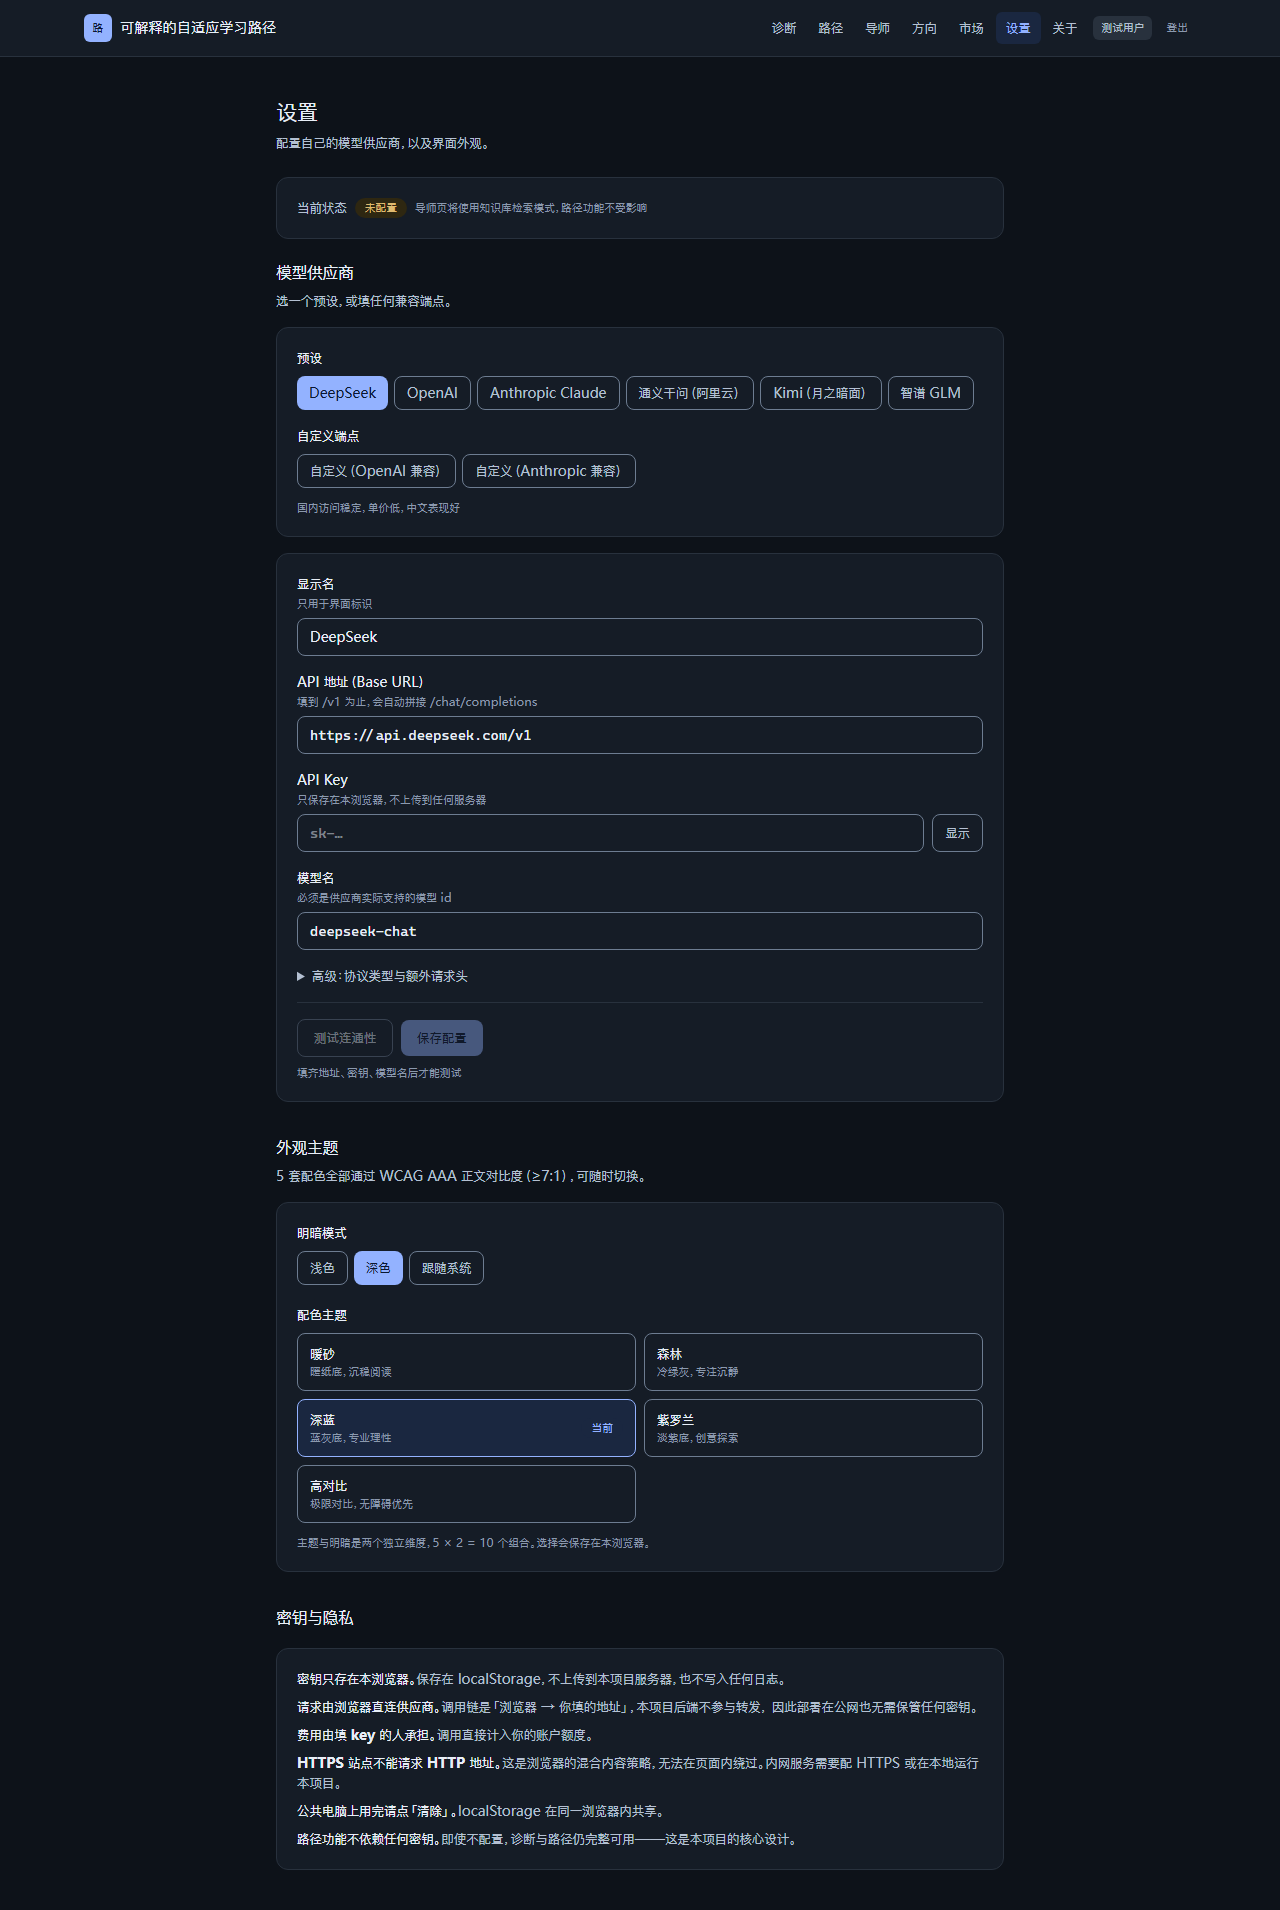 路 可解释的自适应学习路径 诊断 路径 导师 方向 市场 设置 关于 测试用户 登出
设置
配置自己的模型供应商，以及界面外观。
当前状态 未配置 导师页将使用知识库检索模式，路径功能不受影响
模型供应商
选一个预设，或填任何兼容端点。
预设
DeepSeek OpenAI Anthropic Claude 通义千问 (阿里云) Kimi (月之暗面) 智谱 GLM
自定义端点
自定义 (OpenAI 兼容) 自定义 (Anthropic 兼容)
国内访问稳定，单价低，中文表现好
显示名
只用于界面标识
DeepSeek
API 地址 (Base URL)
填到 /v1 为止，会自动拼接 /chat/completions
https://api.deepseek.com/v1
API Key
只保存在本浏览器，不上传到任何服务器
sk-… 显示
模型名
必须是供应商实际支持的模型 id
deepseek-chat
▶ 高级：协议类型与额外请求头
测试连通性 保存配置
填齐地址、密钥、模型名后才能测试
外观主题
5 套配色全部通过 WCAG AAA 正文对比度 (≥7:1) ，可随时切换。
明暗模式
浅色 深色 跟随系统
配色主题
暖砂 森林
暖纸底，沉稳阅读 冷绿灰，专注沉静
深蓝 当前 紫罗兰
蓝灰底，专业理性 淡紫底，创意探索
高对比
极限对比，无障碍优先
主题与明暗是两个独立维度，5 × 2 = 10 个组合。选择会保存在本浏览器。
密钥与隐私
密钥只存在本浏览器。保存在 localStorage，不上传到本项目服务器，也不写入任何日志。
请求由浏览器直连供应商。调用链是「浏览器 → 你填的地址」，本项目后端不参与转发， 因此部署在公网也无需保管任何密钥。
费用由填 key 的人承担。调用直接计入你的账户额度。
HTTPS 站点不能请求 HTTP 地址。这是浏览器的混合内容策略，无法在页面内绕过。内网服务需要配 HTTPS 或在本地运行
本项目。
公共电脑上用完请点「清除」。localStorage 在同一浏览器内共享。
路径功能不依赖任何密钥。即使不配置，诊断与路径仍完整可用——这是本项目的核心设计。